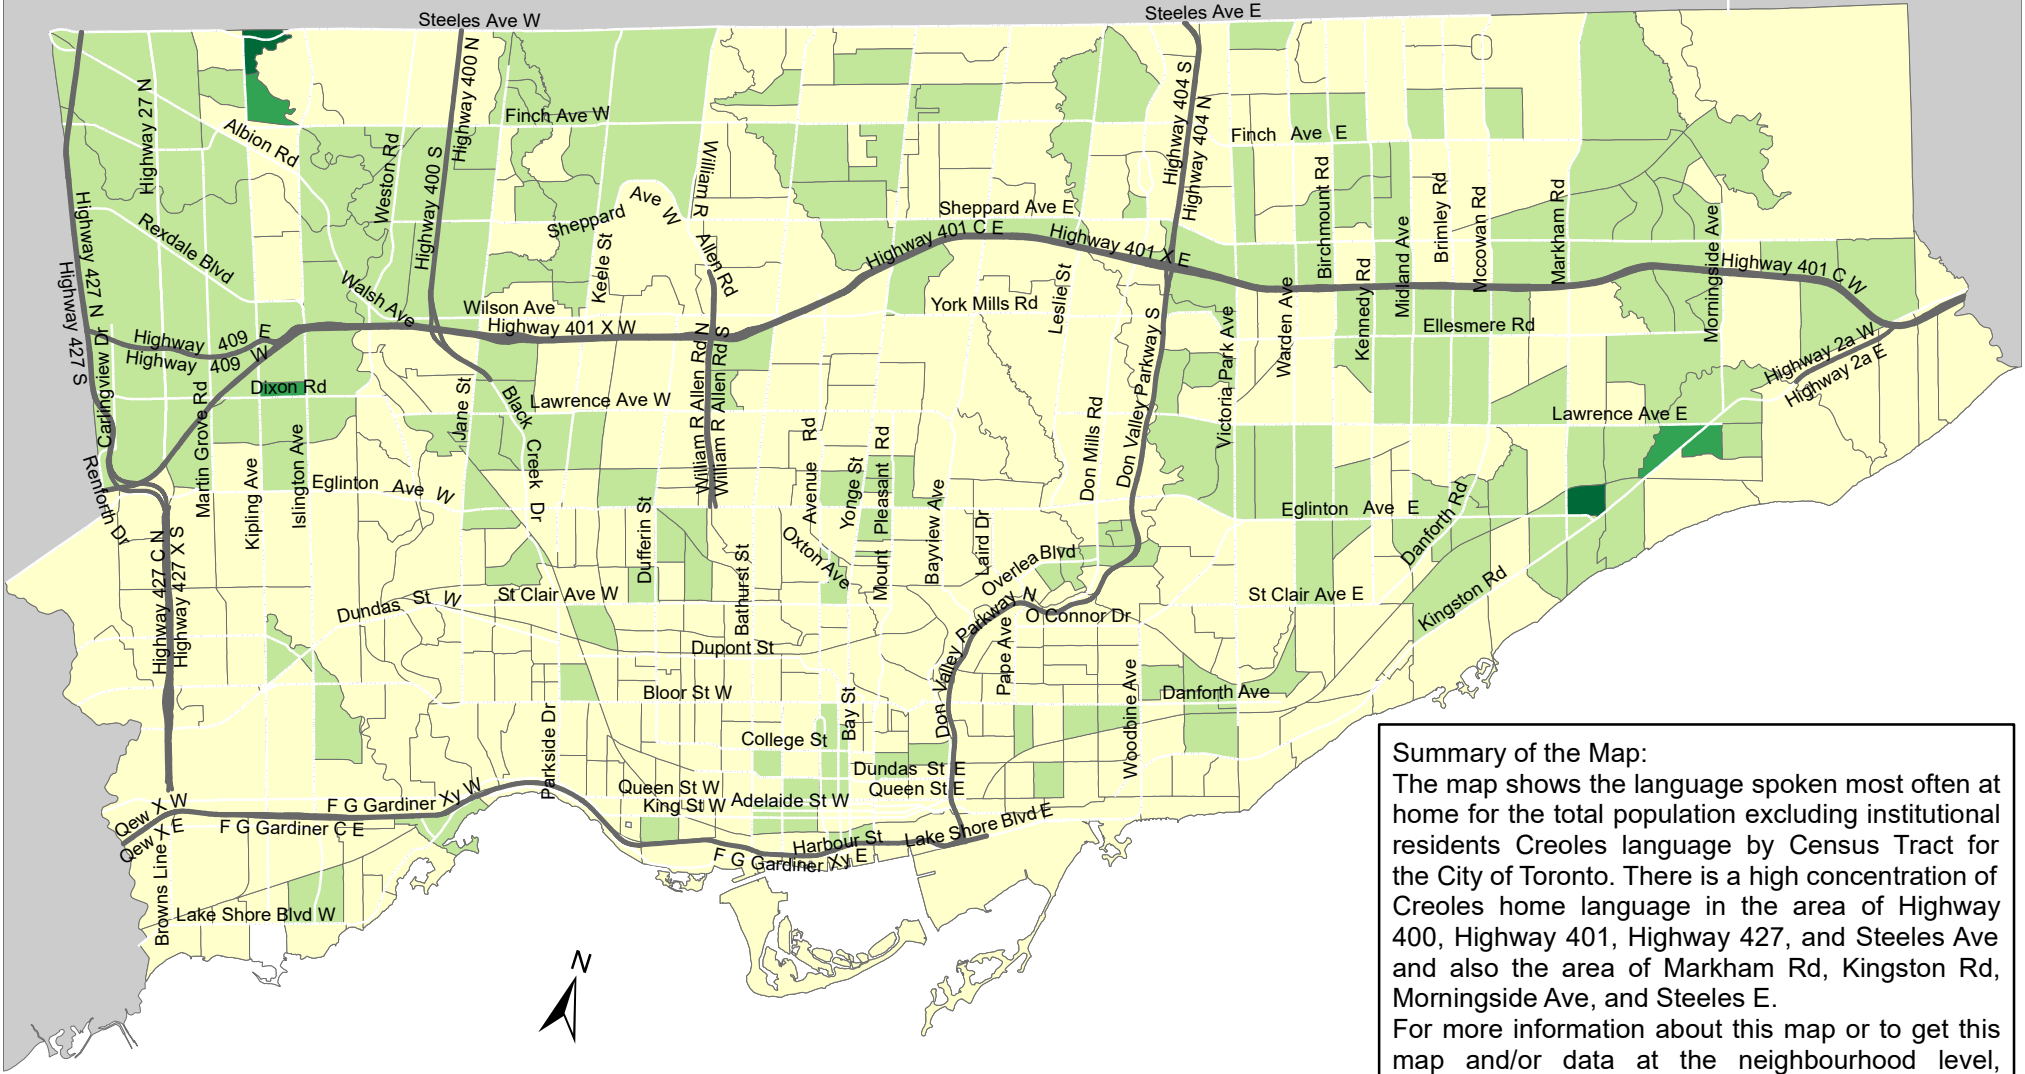 Steeles Ave W
Steeles Ave E
Highway 27 N
Albion Rd
Weston Rd
Highway 400 N
Highway 400 S
Finch Ave W
William R Allen Rd
Highway 404 S
Highway 404 N
Finch Ave E
Highway 427 N
Highway 427 S
Rexdale Blvd
Walsh Ave
Sheppard Ave W
Keele St
Sheppard Ave E
Highway 401 C E
Highway 401 X E
Birchmount Rd
Kennedy Rd
Midland Ave
Brimley Rd
Mccowan Rd
Markham Rd
Morningside Ave
Highway 401 C W
Wilson Ave
Highway 401 X W
York Mills Rd
Leslie St
Warden Ave
Ellesmere Rd
Highway 2a W
Highway 2a E
Highway 409 E
Highway 409 W
Carlingview Dr
Highway 427 S
Dixon Rd
Martin Grove Rd
Jane St
Black Creek Dr
Lawrence Ave W
William R Allen Rd N
William R Allen Rd S
Don Valley Parkway S
Victoria Park Ave
Lawrence Ave E
Renforth Dr
Kipling Ave
Islington Ave
Eglinton Ave W
Dufferin St
Avenue Rd
Yonge St
Mount Pleasant Rd
Bayview Ave
Laird Dr
Don Mills Rd
Eglinton Ave E
Danforth Rd
Highway 427 C N
Highway 427 X S
Oxton Ave
Overlea Blvd
Dundas St W
St Clair Ave W
Bathurst St
Don Valley Parkway N
O Connor Dr
St Clair Ave E
Kingston Rd
Dupont St
Pape Ave
Bloor St W
Bay St
Woodbine Ave
Danforth Ave
Parkside Dr
College St
Dundas St E
Queen St W
Queen St E
King St W
Adelaide St W
Qew X W
Qew X E
F G Gardiner Xy W
F G Gardiner C E
Harbour St
Lake Shore Blvd E
F G Gardiner Xy E
Browns Line
Lake Shore Blvd W
N
Summary of the Map:
The map shows the language spoken most often at
home for the total population excluding institutional
residents Creoles language by Census Tract for
the City of Toronto. There is a high concentration of
Creoles home language in the area of Highway
400, Highway 401, Highway 427, and Steeles Ave
and also the area of Markham Rd, Kingston Rd,
Morningside Ave, and Steeles E.
For more information about this map or to get this
map and/or data at the neighbourhood level,